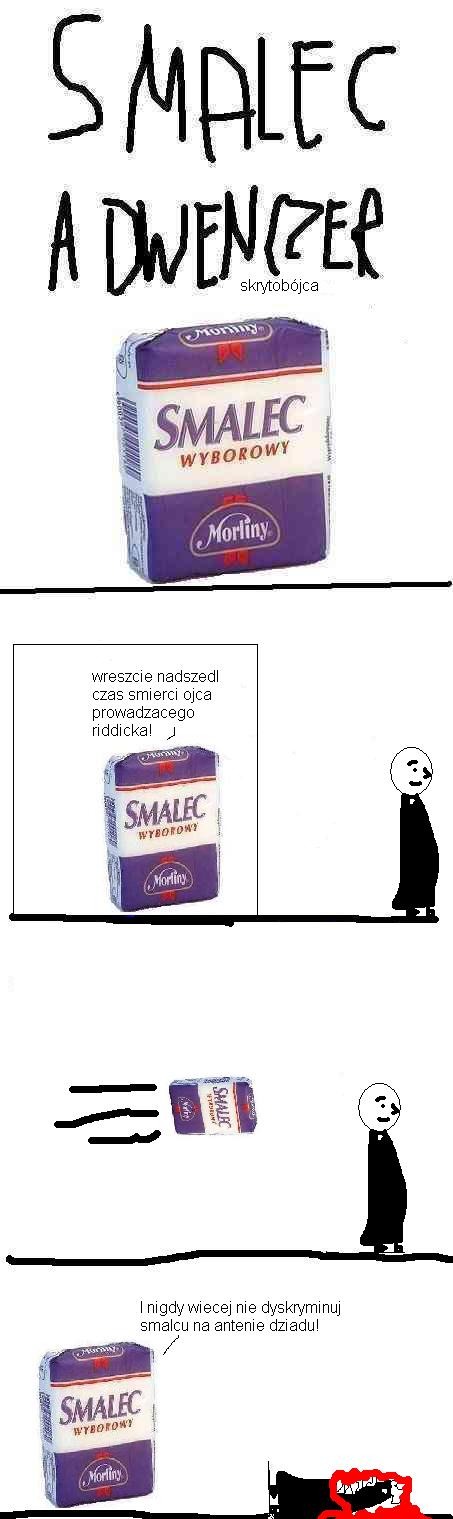 SMALEC
ADWENCZER
skrytobójca
Morliny
SMALEC
WYBOROWY
Morliny
wreszcie nadszedl
czas smierci ojca
prowadzacego
riddicka!
Morliny
SMALEC
WYBOROWY
Morliny
SMALEC
WYBOROWY
I nigdy wiecej nie dyskryminuj
smalcu na antenie dziadu!
Morliny
SMALEC
WYBOROWY
Morliny